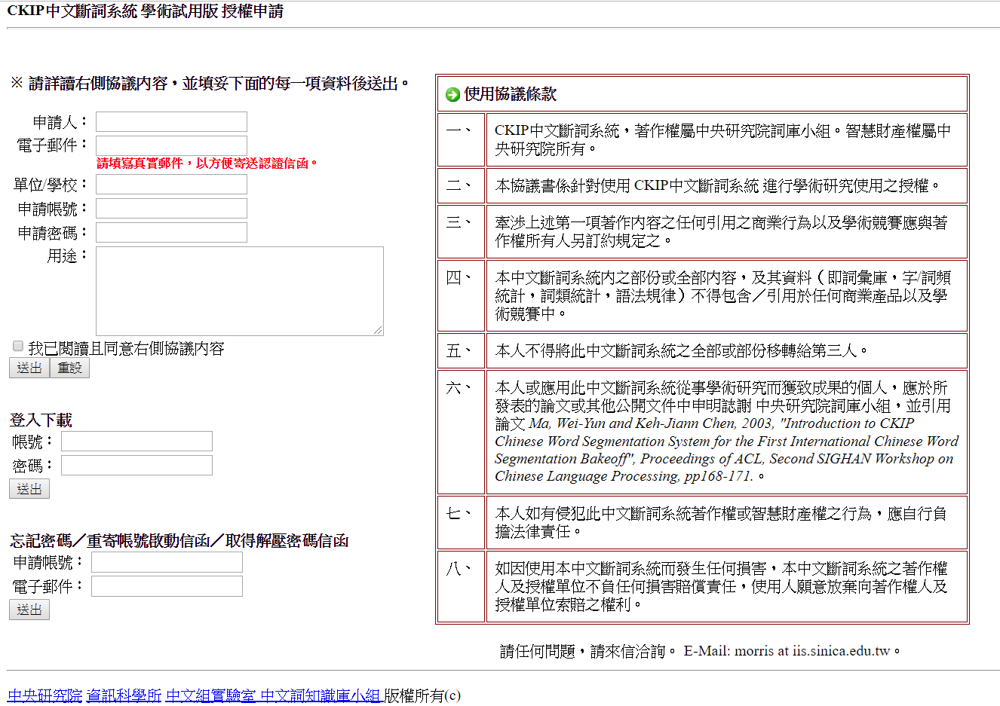 CKIP中文斷詞系統 學術試用版 授權申請
※ 請詳讀右側協議內容，並填妥下面的每一項資料後送出。
申請人：
電子郵件：
請填寫真實郵件，以方便寄送認證信函。
單位/學校：
申請帳號：
申請密碼：
用途：
我已閱讀且同意右側協議內容
送出 重設
登入下載
帳號：
密碼：
送出
忘記密碼／重寄帳號啟動信函／取得解壓密碼信函
申請帳號：
電子郵件：
送出
使用協議條款
一、 CKIP中文斷詞系統，著作權屬中央研究院詞庫小組。智慧財產權屬中
央研究院所有。
二、 本協議書係針對使用 CKIP中文斷詞系統 進行學術研究使用之授權。
三、 牽涉上述第一項著作內容之任何引用之商業行為以及學術競賽應與著
作權所有人另訂約規定之。
四、 本中文斷詞系統內之部份或全部內容，及其資料（即詞彙庫，字/詞頻
統計，詞類統計，語法規律）不得包含／引用於任何商業產品以及學
術競賽中。
五、 本人不得將此中文斷詞系統之全部或部份移轉給第三人。
六、 本人或應用此中文斷詞系統從事學術研究而獲致成果的個人，應於所
發表的論文或其他公開文件中申明誌謝 中央研究院詞庫小組，並引用
論文 Ma, Wei-Yun and Keh-Jiann Chen, 2003, "Introduction to CKIP
Chinese Word Segmentation System for the First International Chinese Word
Segmentation Bakeoff", Proceedings of ACL, Second SIGHAN Workshop on
Chinese Language Processing, pp168-171.。
七、 本人如有侵犯此中文斷詞系統著作權或智慧財產權之行為，應自行負
擔法律責任。
八、 如因使用本中文斷詞系統而發生任何損害，本中文斷詞系統之著作權
人及授權單位不負任何損害賠償責任，使用人願意放棄向著作權人及
授權單位索賠之權利。
請任何問題，請來信洽詢。 E-Mail: morris at iis.sinica.edu.tw。
中央研究院 資訊科學所 中文組實驗室 中文詞知識庫小組 版權所有(c)